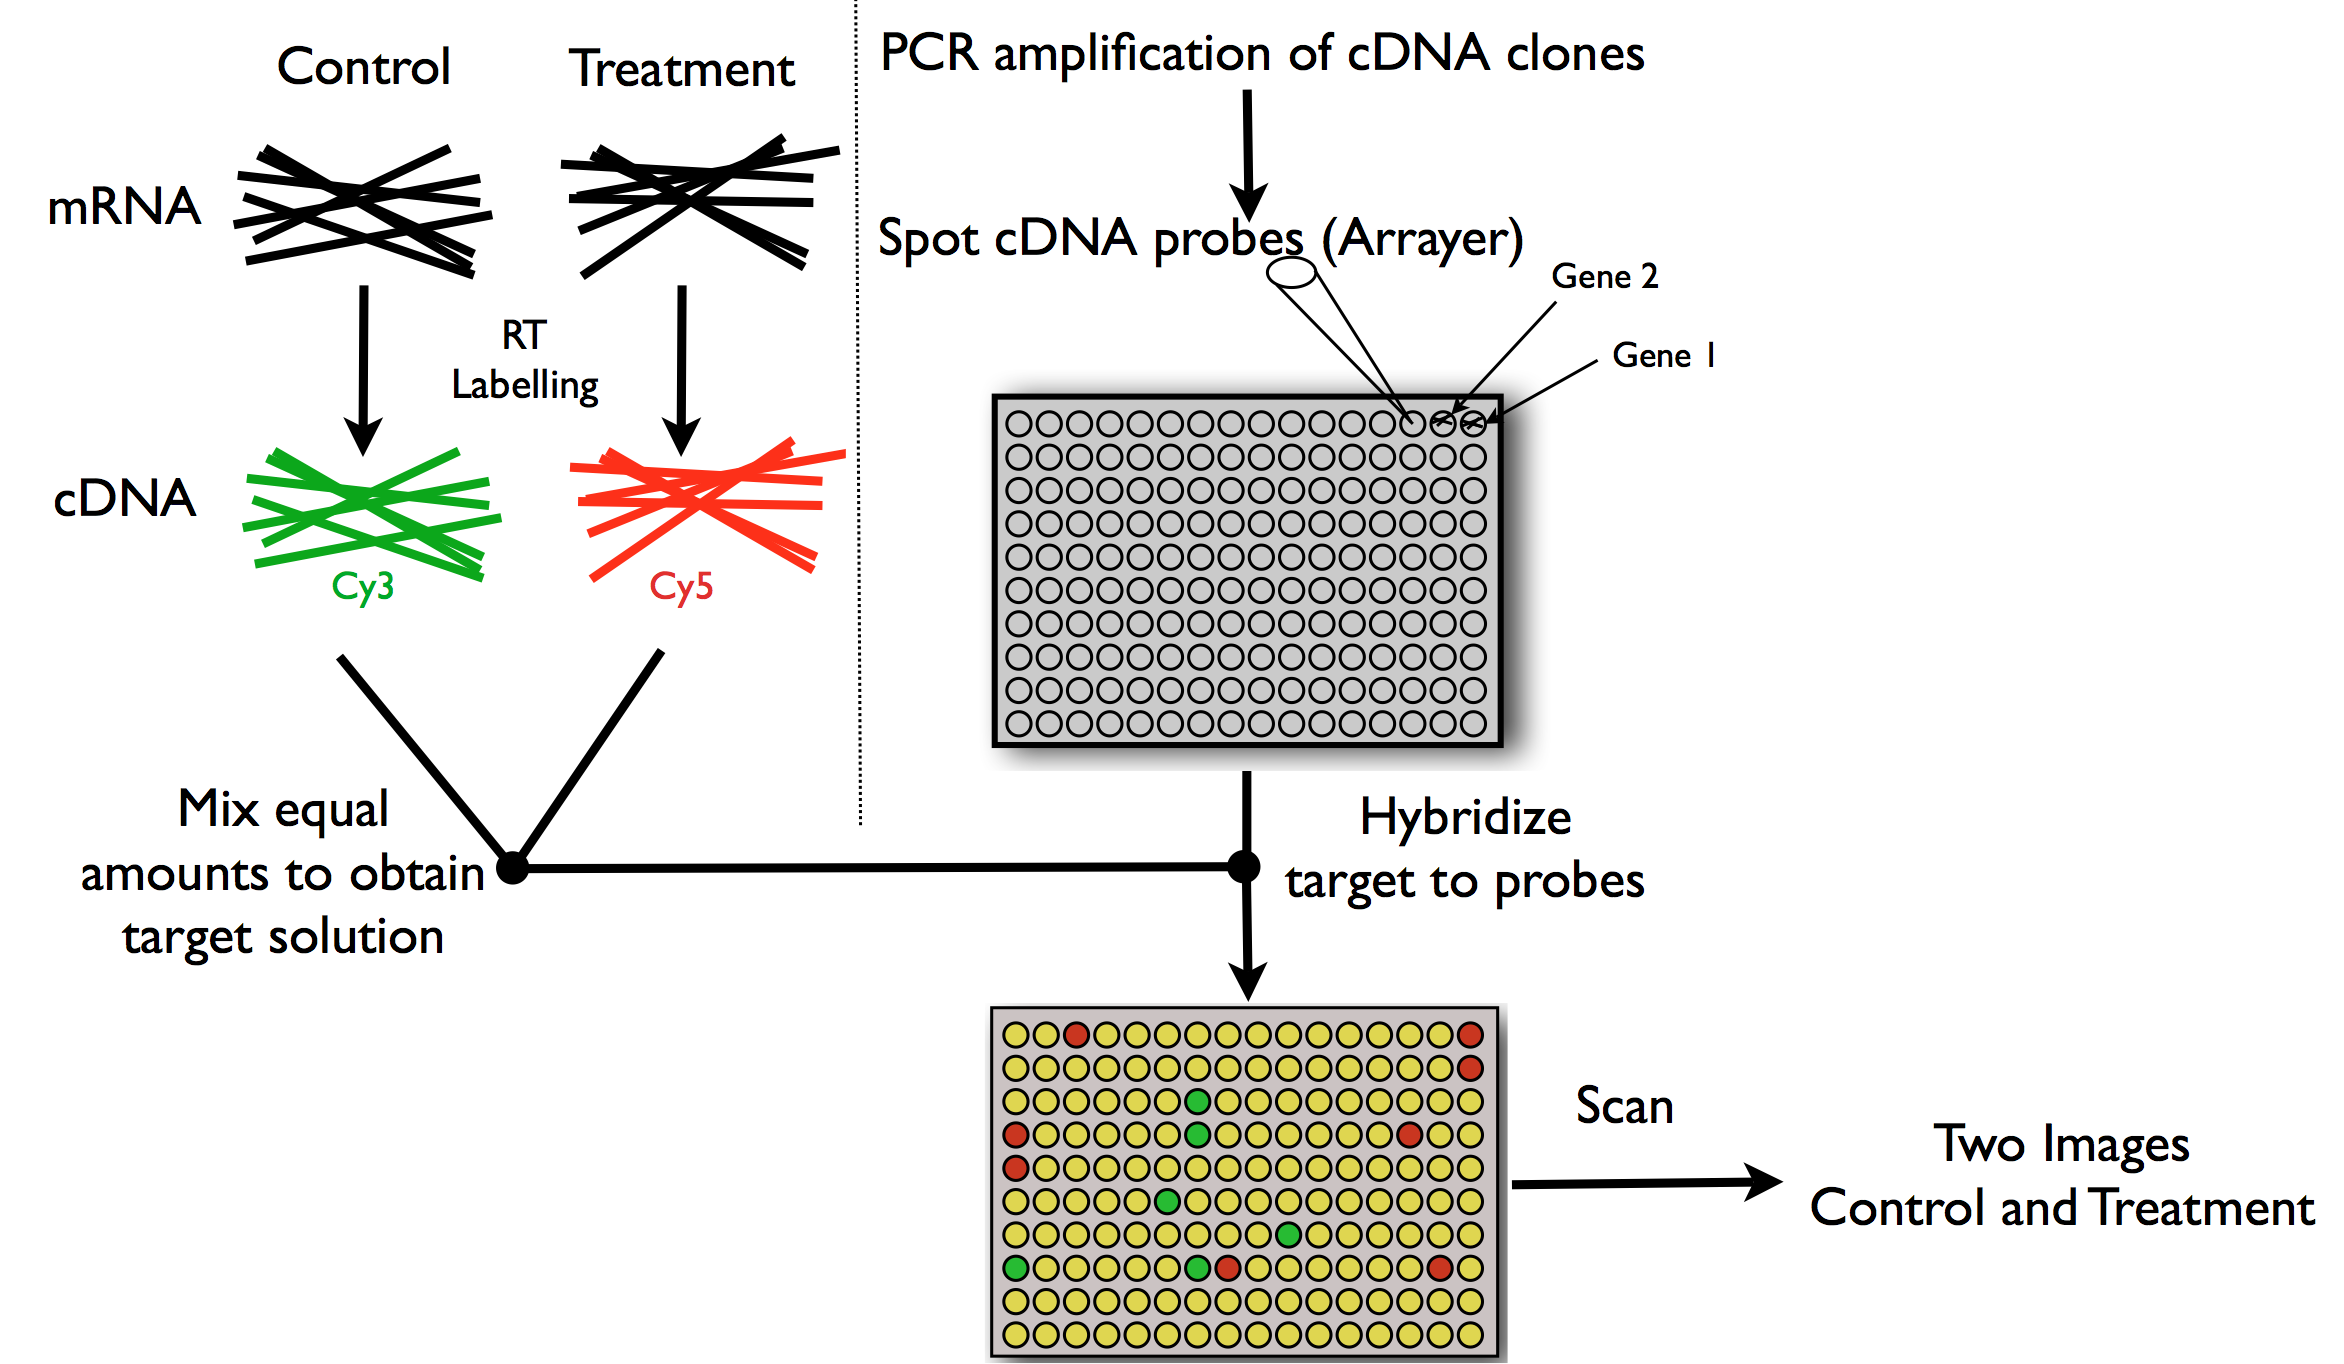 Control
Treatment
mRNA
RT
Labelling
cDNA
Cy3
Cy5
Mix equal
amounts to obtain
target solution
PCR amplification of cDNA clones
Spot cDNA probes (Arrayer)
Gene 2
Gene 1
Hybridize
target to probes
Scan
Two Images
Control and Treatment